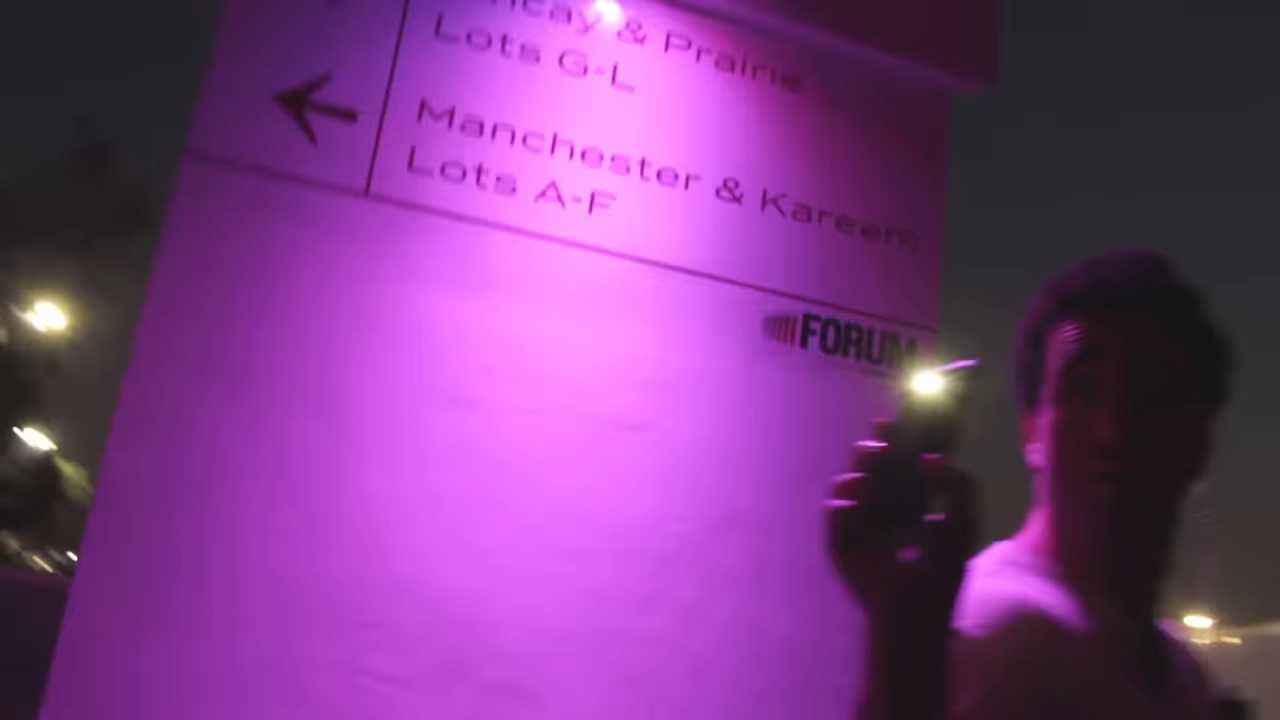 & Prairie
Lots G-L
Manchester & Kareem
Lots A-F
FORUM